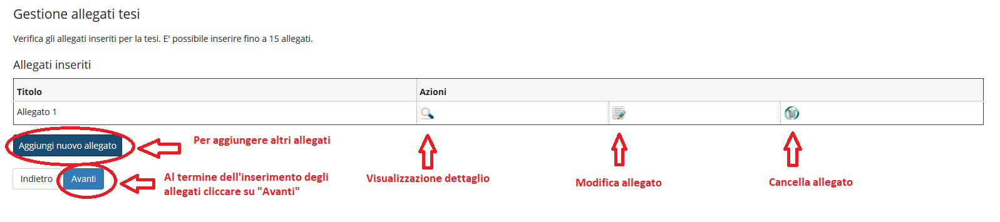 Gestione allegati tesi
Verifica gli allegati inseriti per la tesi. E' possibile inserire fino a 15 allegati.
Allegati inseriti
Titolo Azioni
Allegato 1
Aggiungi nuovo allegato
Per aggiungere altri allegati
Indietro Avanti
Al termine dell'inserimento degli
allegati cliccare su "Avanti"
Visualizzazione dettaglio
Modifica allegato
Cancella allegato